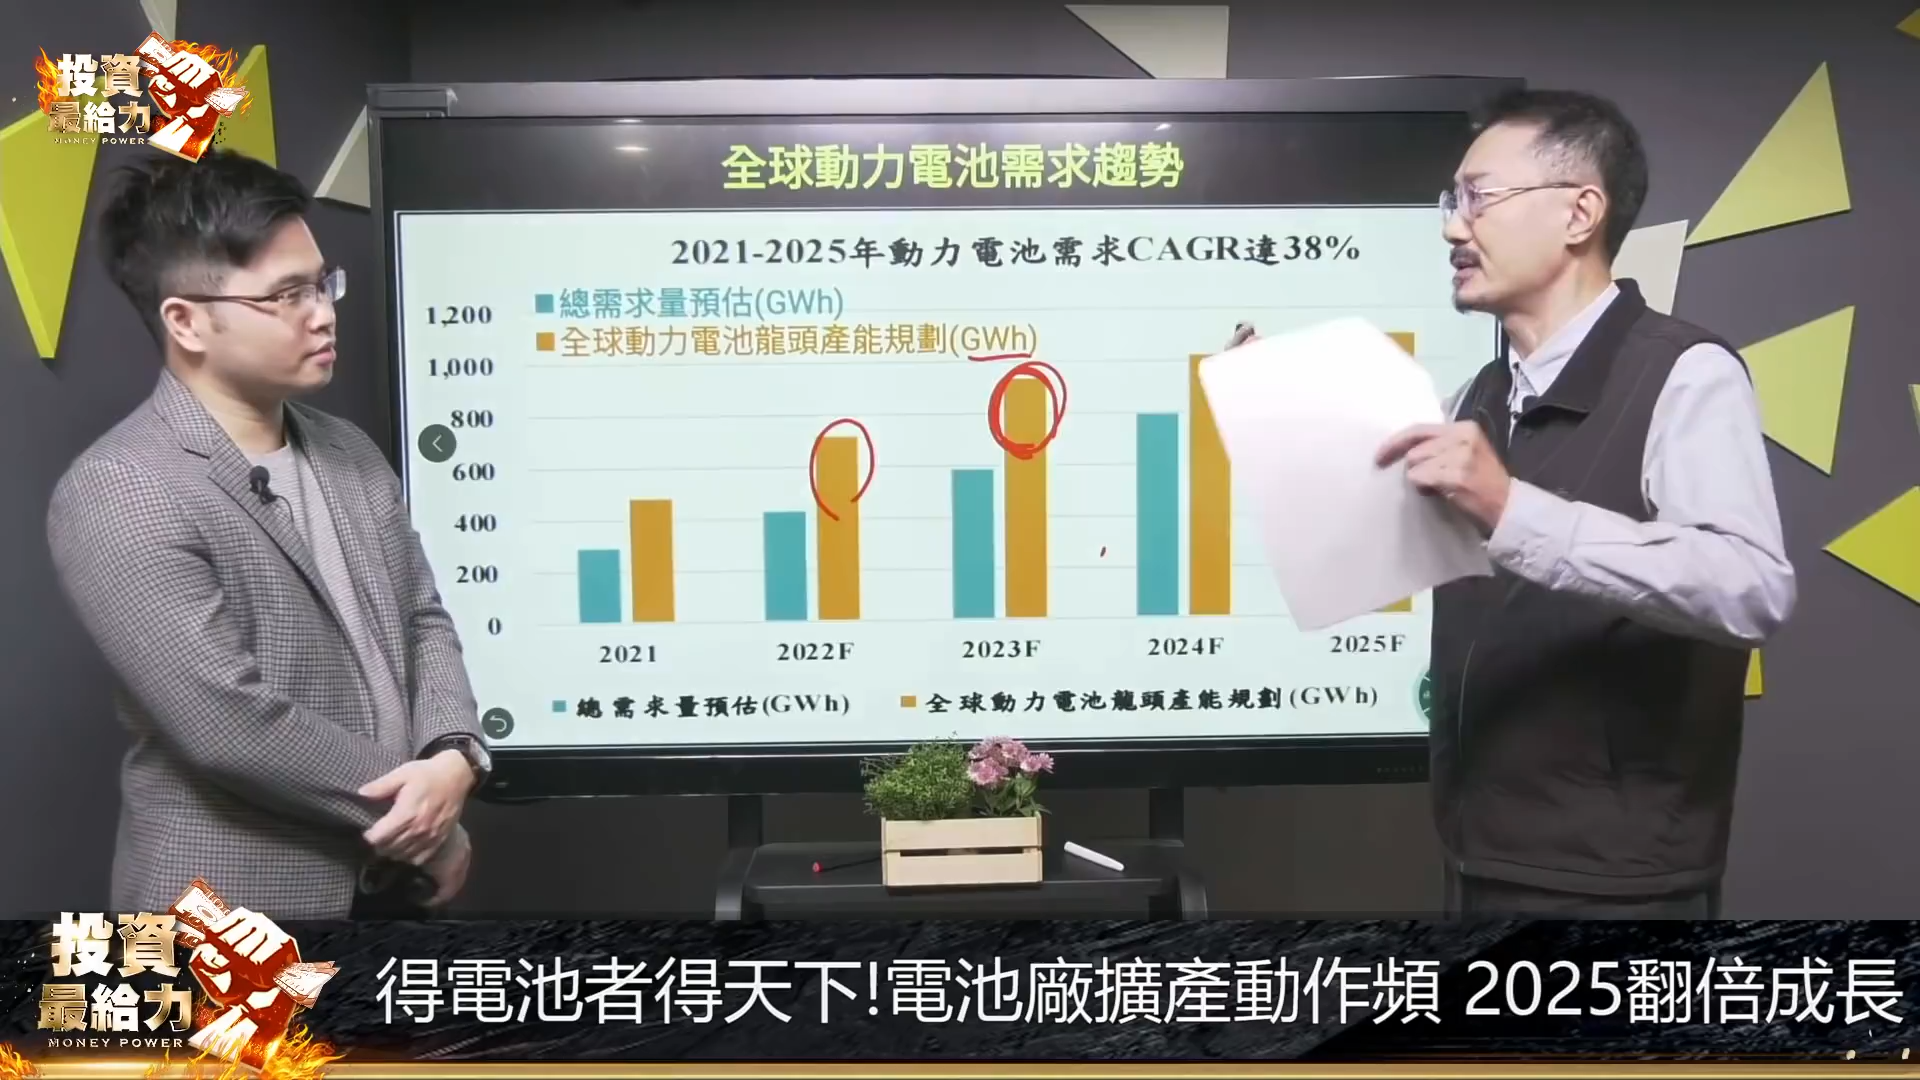 投資
最給力
MONEY POWER
全球動力電池需求趨勢
2021-2025年動力電池需求CAGR達38%
總需求量預估(GWh)
全球動力電池龍頭產能規劃(GWh)
1,200
1,000
800
600
400
200
0
2021
2022F
2023F
2024F
2025F
總需求量預估(GWh)
全球動力電池龍頭產能規劃(GWh)
投資
最給力
MONEY POWER
得電池者得天下!電池廠擴產動作頻 2025翻倍成長